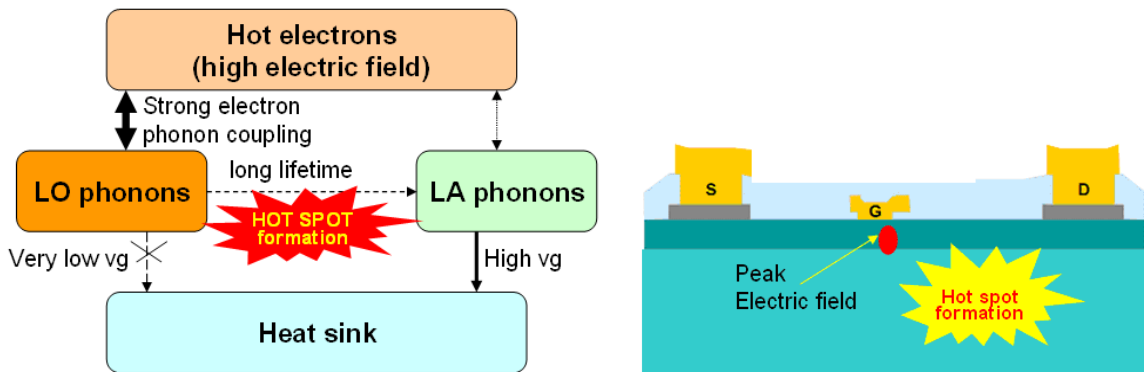 Hot electrons
(high electric field)
Strong electron
phonon coupling
long lifetime
LO phonons
LA phonons
HOT SPOT
formation
Very low vg
High vg
Heat sink
S
D
G
Peak
Electric field
Hot spot
formation